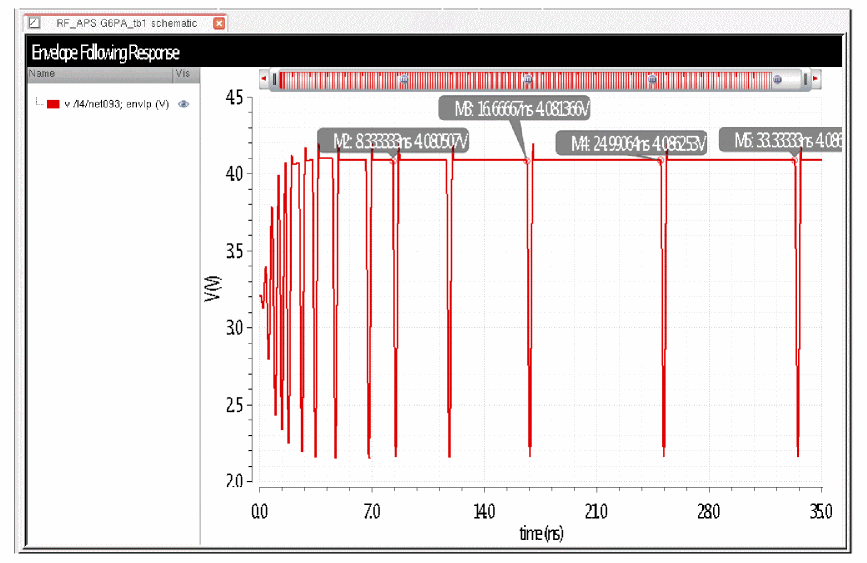 RF_APS G6PA_tb1 schematic
Envelope Following Response
Name Vis
v /I4/net093; envlp (V)
M3: 16.66667ns 4.081366V
M2: 8.333333ns 4.080507V
M4: 24.99064ns 4.086253V
M5: 33.33333ns 4.086
4.5
4.0
3.5
3.0
2.5
2.0
V (V)
0.0 7.0 14.0 21.0 28.0 35.0
time (ns)